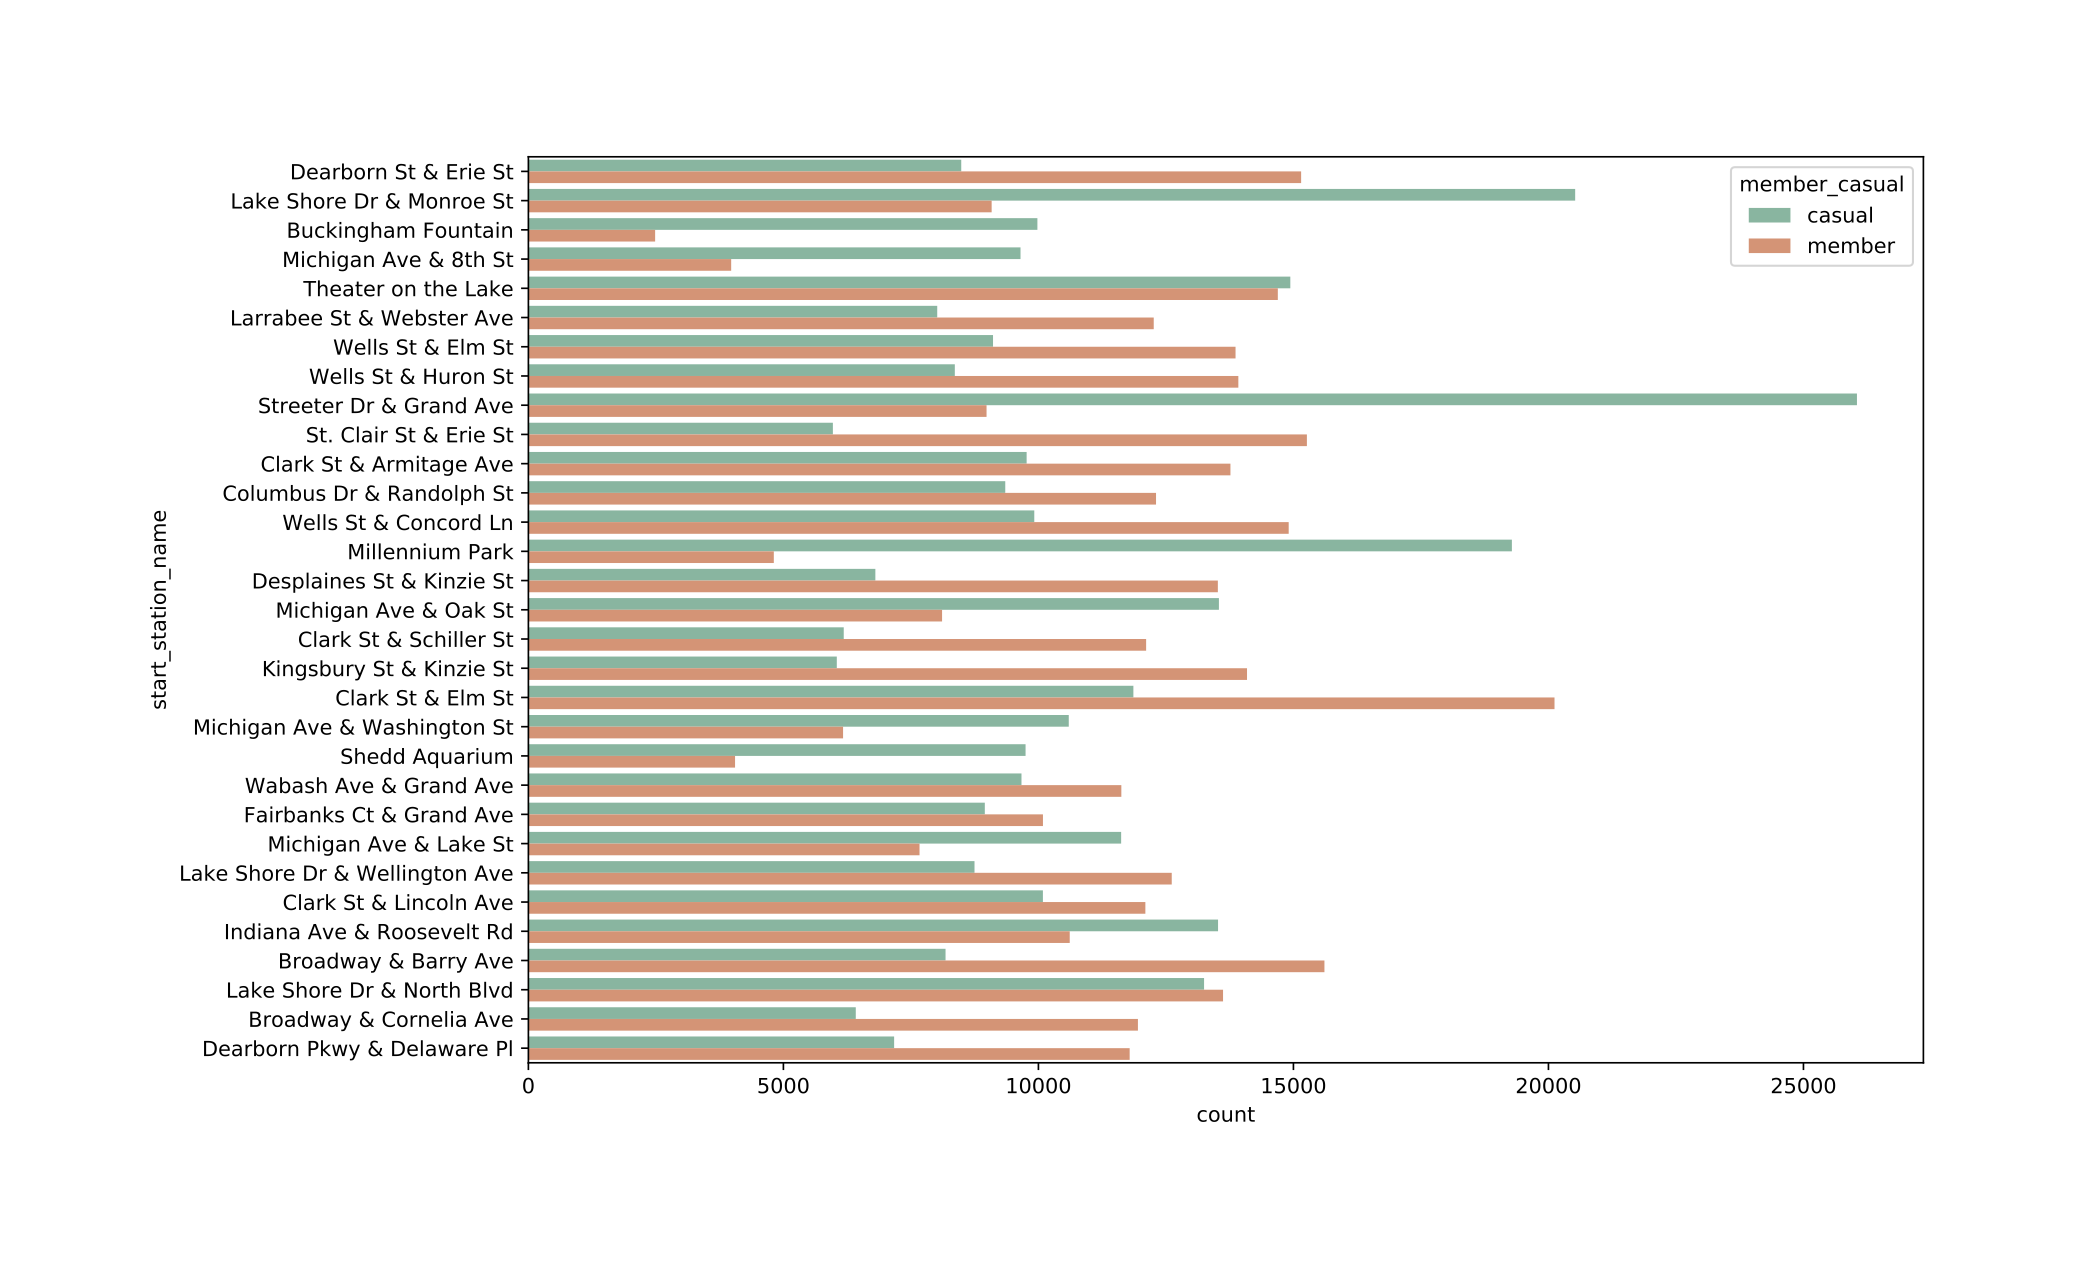 Dearborn St & Erie St
Lake Shore Dr & Monroe St
Buckingham Fountain
Michigan Ave & 8th St
Theater on the Lake
Larrabee St & Webster Ave
Wells St & Elm St
Wells St & Huron St
Streeter Dr & Grand Ave
St. Clair St & Erie St
Clark St & Armitage Ave
Columbus Dr & Randolph St
Wells St & Concord Ln
Millennium Park
Desplaines St & Kinzie St
Michigan Ave & Oak St
Clark St & Schiller St
Kingsbury St & Kinzie St
Clark St & Elm St
Michigan Ave & Washington St
Shedd Aquarium
Wabash Ave & Grand Ave
Fairbanks Ct & Grand Ave
Michigan Ave & Lake St
Lake Shore Dr & Wellington Ave
Clark St & Lincoln Ave
Indiana Ave & Roosevelt Rd
Broadway & Barry Ave
Lake Shore Dr & North Blvd
Broadway & Cornelia Ave
Dearborn Pkwy & Delaware Pl
start_station_name
member_casual
casual
member
0 5000 10000 15000 20000 25000
count